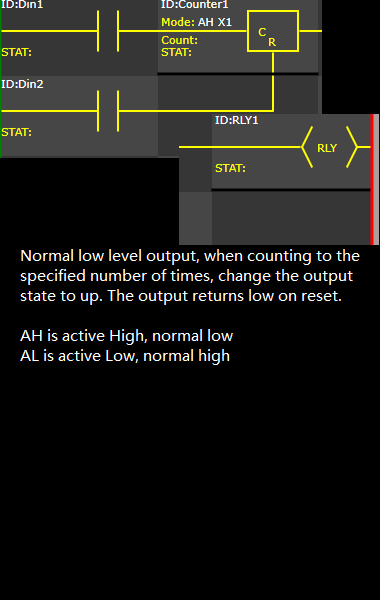 ID:Din1
ID:Counter1
Mode: AH X1
C
R
Count:
STAT:
STAT:
ID:Din2
STAT:
ID:RLY1
RLY
STAT:
Normal low level output, when counting to the
specified number of times, change the output
state to up. The output returns low on reset.
AH is active High, normal low
AL is active Low, normal high